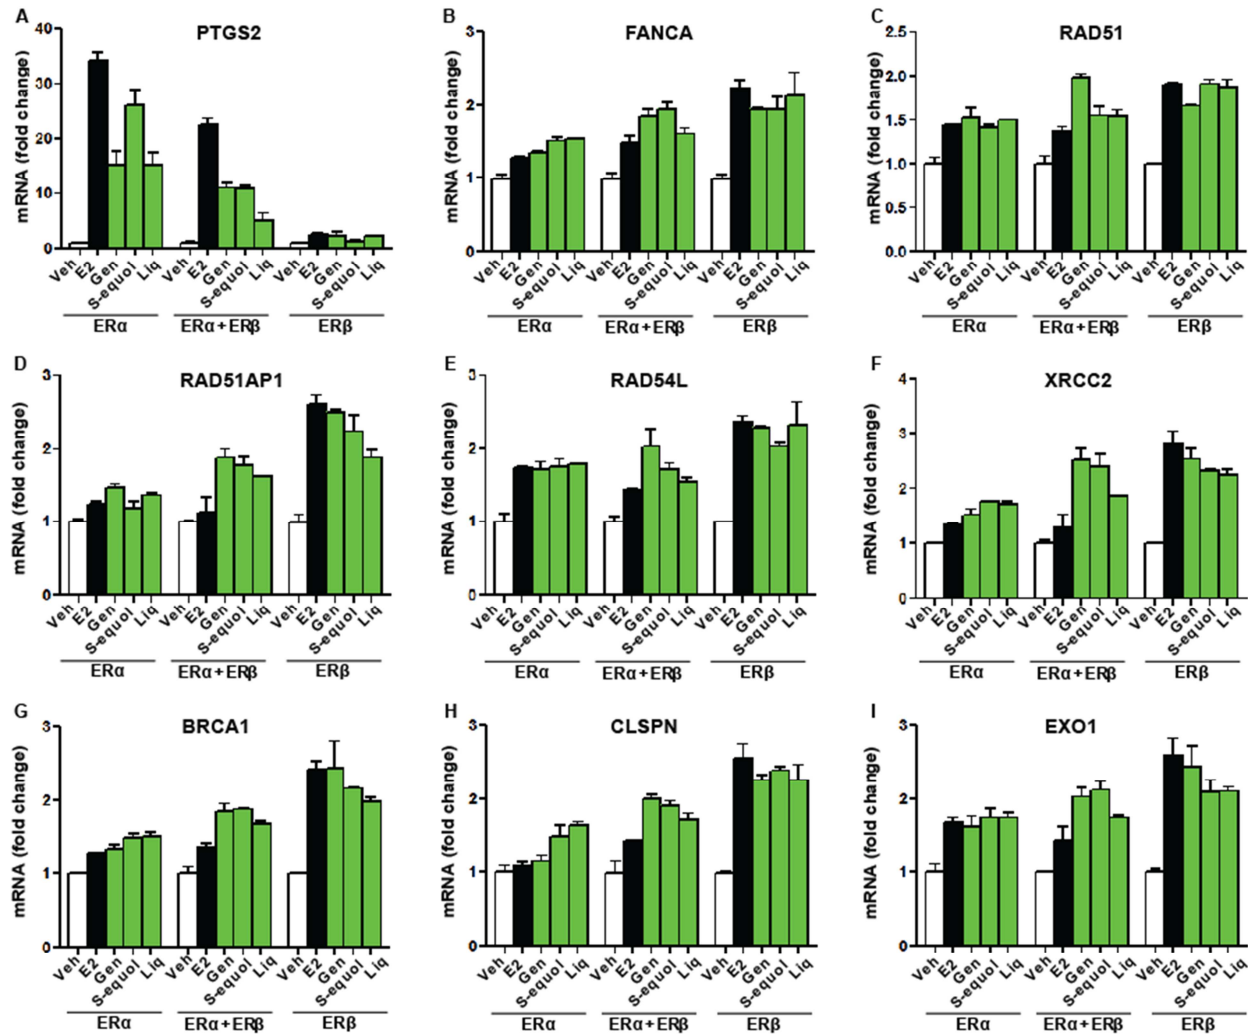 A
PTGS2
mRNA (fold change)
40
30
20
10
0
Veh E2 Gen S-equol Liq Veh E2 Gen S-equol Liq Veh E2 Gen S-equol Liq
ERα ERα+ERβ ERβ
B
FANCA
mRNA (fold change)
3
2
1
0
Veh E2 Gen S-equol Liq Veh E2 Gen S-equol Liq Veh E2 Gen S-equol Liq
ERα ERα+ERβ ERβ
C
RAD51
mRNA (fold change)
2.5
2.0
1.5
1.0
0.5
0.0
Veh E2 Gen S-equol Liq Veh E2 Gen S-equol Liq Veh E2 Gen S-equol Liq
ERα ERα+ERβ ERβ
D
RAD51AP1
mRNA (fold change)
3
2
1
0
Veh E2 Gen S-equol Liq Veh E2 Gen S-equol Liq Veh E2 Gen S-equol Liq
ERα ERα+ERβ ERβ
E
RAD54L
mRNA (fold change)
3
2
1
0
Veh E2 Gen S-equol Liq Veh E2 Gen S-equol Liq Veh E2 Gen S-equol Liq
ERα ERα+ERβ ERβ
F
XRCC2
mRNA (fold change)
4
3
2
1
0
Veh E2 Gen S-equol Liq Veh E2 Gen S-equol Liq Veh E2 Gen S-equol Liq
ERα ERα+ERβ ERβ
G
BRCA1
mRNA (fold change)
3
2
1
0
Veh E2 Gen S-equol Liq Veh E2 Gen S-equol Liq Veh E2 Gen S-equol Liq
ERα ERα+ERβ ERβ
H
CLSPN
mRNA (fold change)
3
2
1
0
Veh E2 Gen S-equol Liq Veh E2 Gen S-equol Liq Veh E2 Gen S-equol Liq
ERα ERα+ERβ ERβ
I
EXO1
mRNA (fold change)
3
2
1
0
Veh E2 Gen S-equol Liq Veh E2 Gen S-equol Liq Veh E2 Gen S-equol Liq
ERα ERα+ERβ ERβ